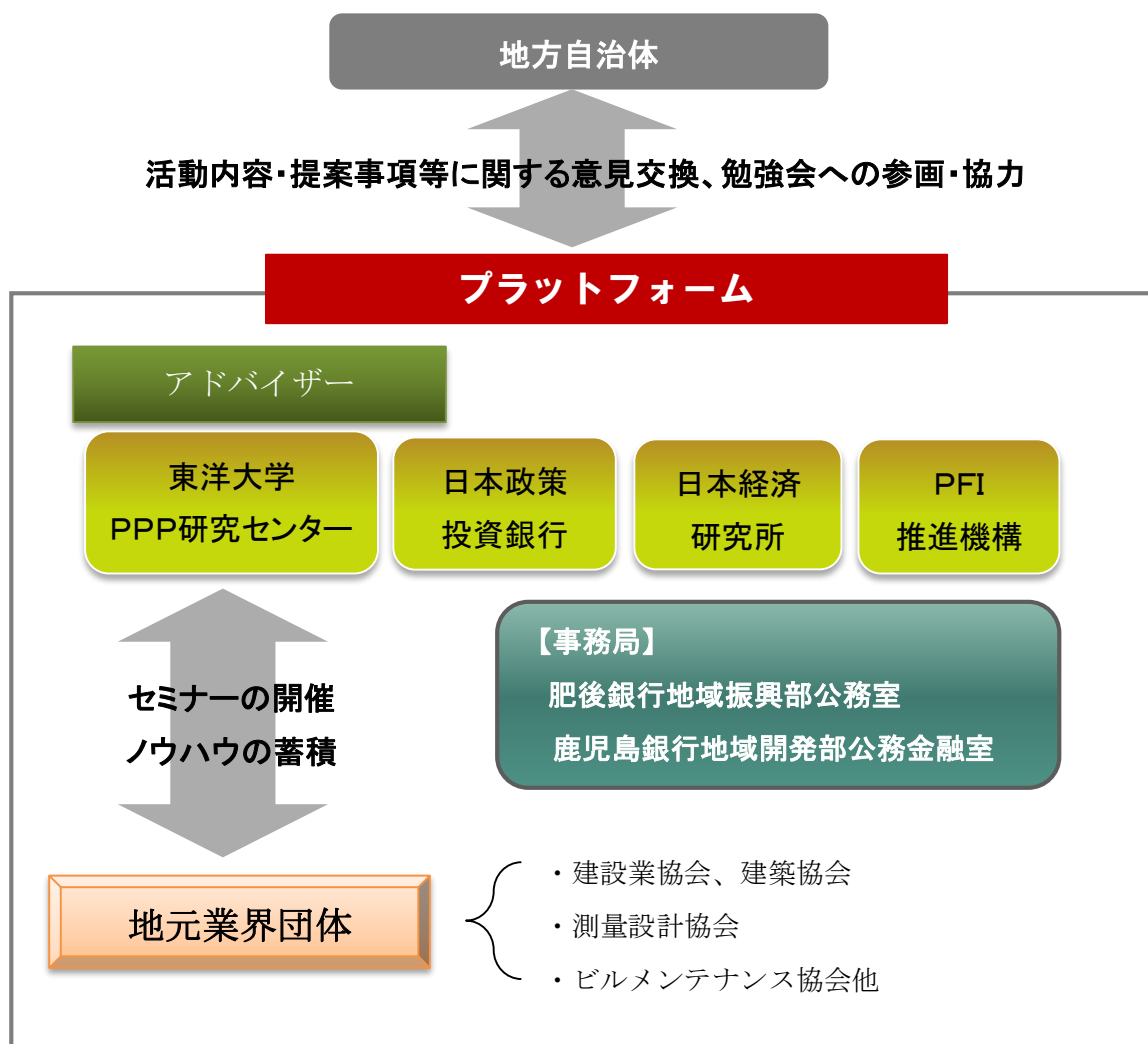 地方自治体
活動内容・提案事項等に関する意見交換、勉強会への参画・協力
プラットフォーム
アドバイザー
東洋大学
PPP研究センター
日本政策
投資銀行
日本経済
研究所
PFI
推進機構
【事務局】
肥後銀行地域振興部公務室
鹿児島銀行地域開発部公務金融室
セミナーの開催
ノウハウの蓄積
地元業界団体
・建設業協会、建築協会
・測量設計協会
・ビルメンテナンス協会他